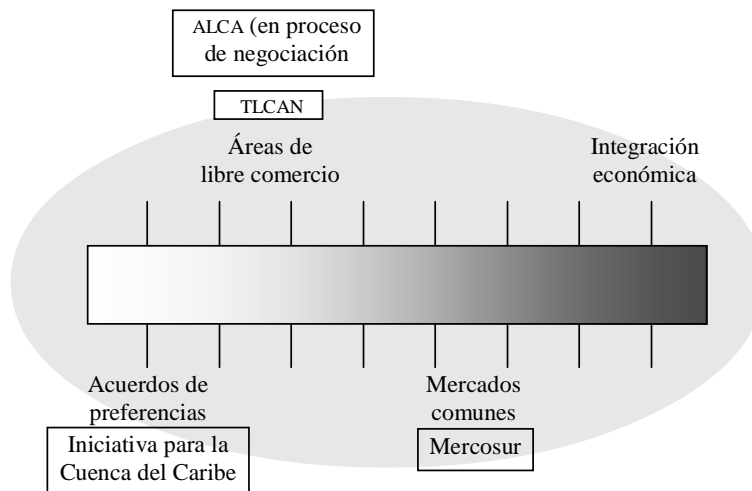 ALCA (en proceso
de negociación
TLCAN
Áreas de
libre comercio
Integración
económica
Acuerdos de
preferencias
Iniciativa para la
Cuenca del Caribe
Mercados
comunes
Mercosur